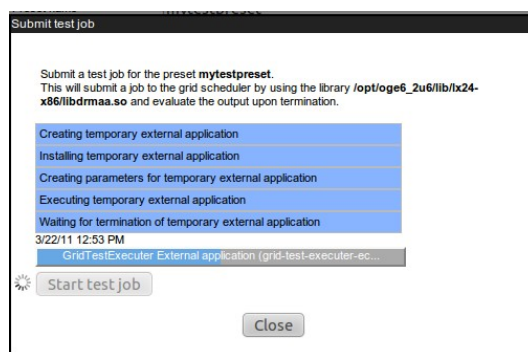 Submit test job
Submit a test job for the preset mytestpreset.
This will submit a job to the grid scheduler by using the library /opt/oge6_2u6/lib/lx24-
x86/libdrmaa.so and evaluate the output upon termination.
Creating temporary external application
Installing temporary external application
Creating parameters for temporary external application
Executing temporary external application
Waiting for termination of temporary external application
3/22/11 12:53 PM
GridTestExecuter External application (grid-test-executer-ec...
Start test job
Close